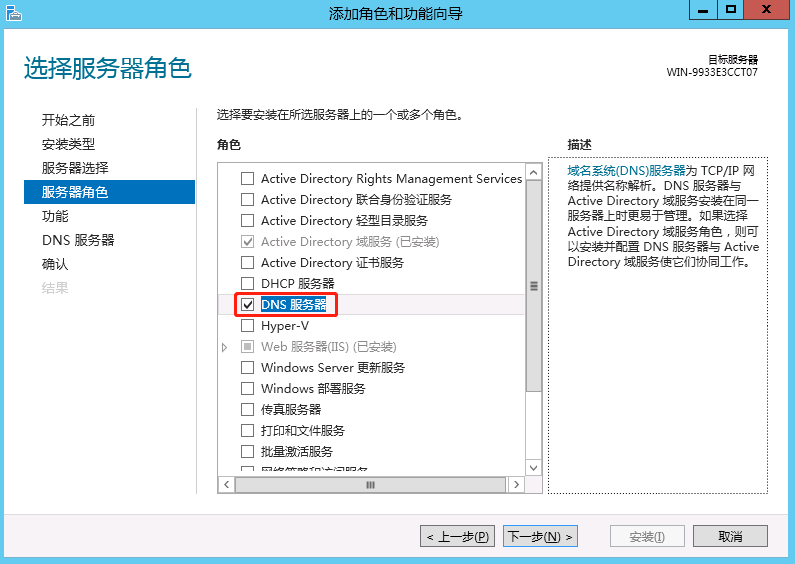 添加角色和功能向导
选择服务器角色
目标服务器
WIN-9933E3CCT07
开始之前
安装类型
服务器选择
服务器角色
功能
DNS 服务器
确认
结果
选择要安装在所选服务器上的一个或多个角色。
角色
Active Directory Rights Management Services
Active Directory 联合身份验证服务
Active Directory 轻型目录服务
Active Directory 域服务 (已安装)
Active Directory 证书服务
DHCP 服务器
DNS 服务器
Hyper-V
Web 服务器(IIS) (已安装)
Windows Server 更新服务
Windows 部署服务
传真服务器
打印和文件服务
批量激活服务
网络策略和访问服务
描述
域名系统(DNS)服务器为 TCP/IP 网
络提供名称解析。DNS 服务器与
Active Directory 域服务安装在同一
服务器上时更易于管理。如果选择
Active Directory 域服务角色，则可
以安装并配置 DNS 服务器与 Active
Directory 域服务使它们协同工作。
< 上一步(P)
下一步(N) >
安装(I)
取消